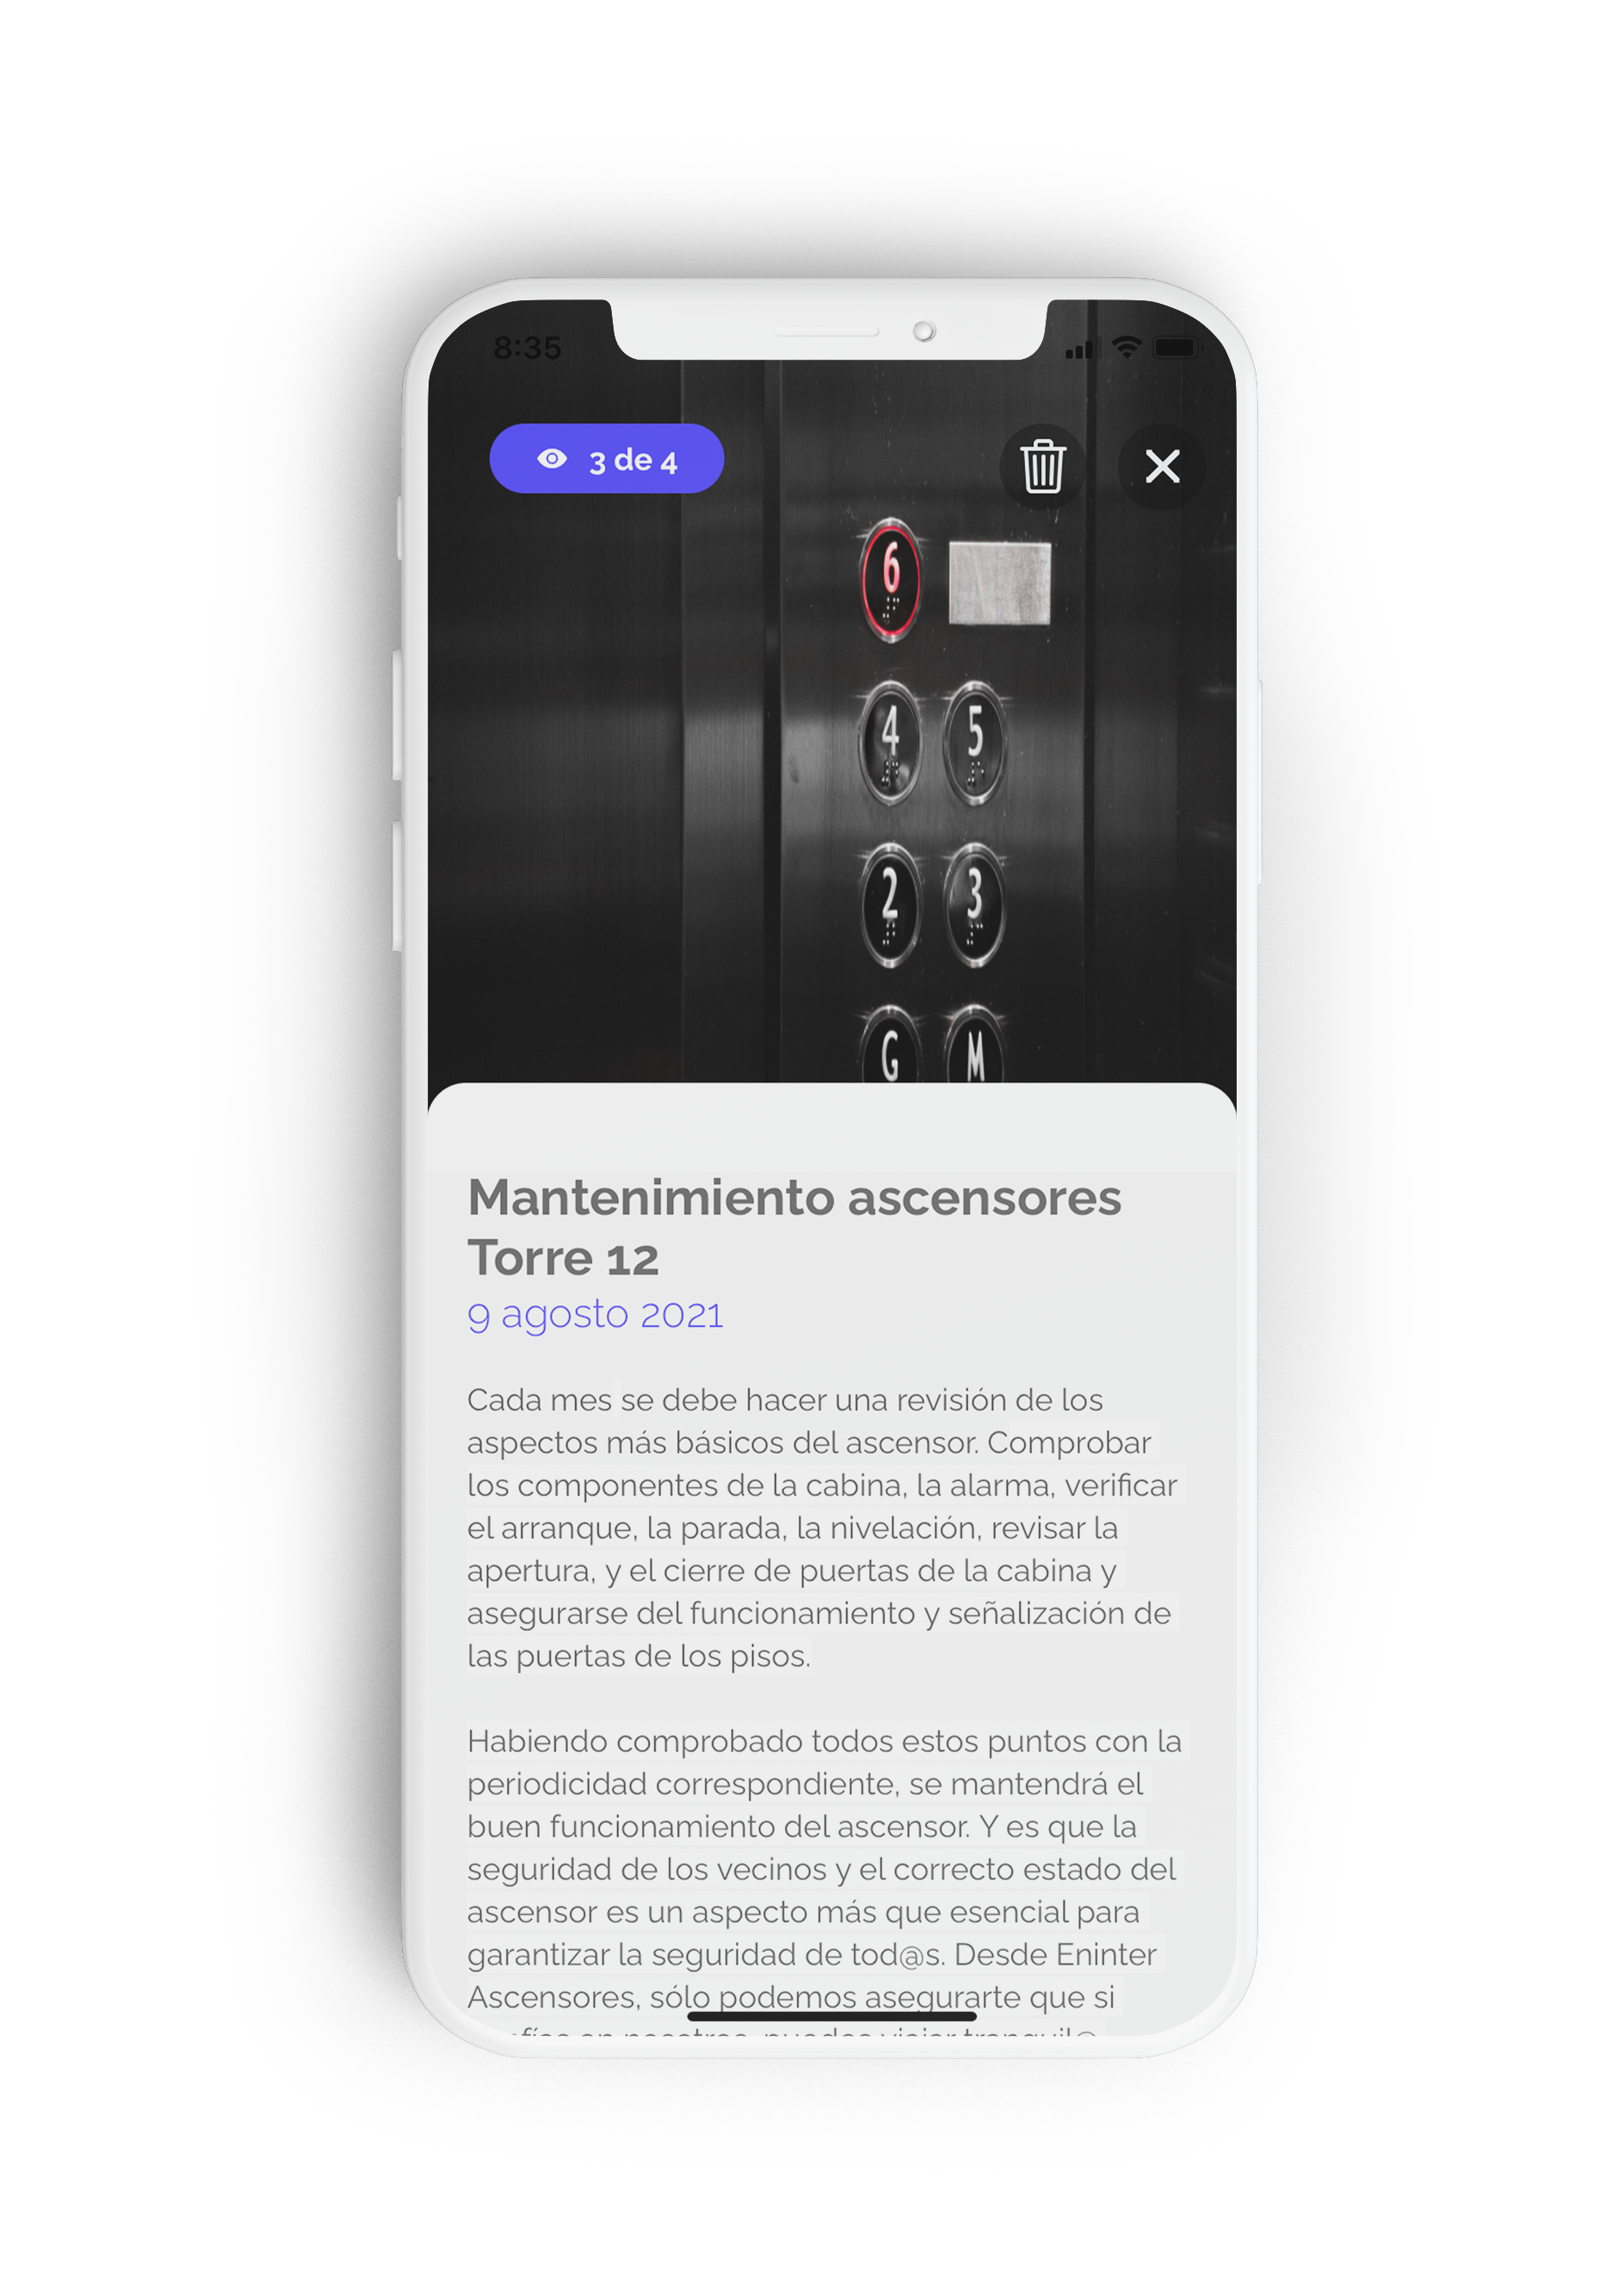 8:35
3 de 4
6
4 5
2 3
G M
Mantenimiento ascensores
Torre 12
9 agosto 2021
Cada mes se debe hacer una revisión de los
aspectos más básicos del ascensor. Comprobar
los componentes de la cabina, la alarma, verificar
el arranque, la parada, la nivelación, revisar la
apertura, y el cierre de puertas de la cabina y
asegurarse del funcionamiento y señalización de
las puertas de los pisos.
Habiendo comprobado todos estos puntos con la
periodicidad correspondiente, se mantendrá el
buen funcionamiento del ascensor. Y es que la
seguridad de los vecinos y el correcto estado del
ascensor es un aspecto más que esencial para
garantizar la seguridad de tod@s. Desde Eninter
Ascensores, sólo podemos asegurarte que si
en nosotros, puedes viajar